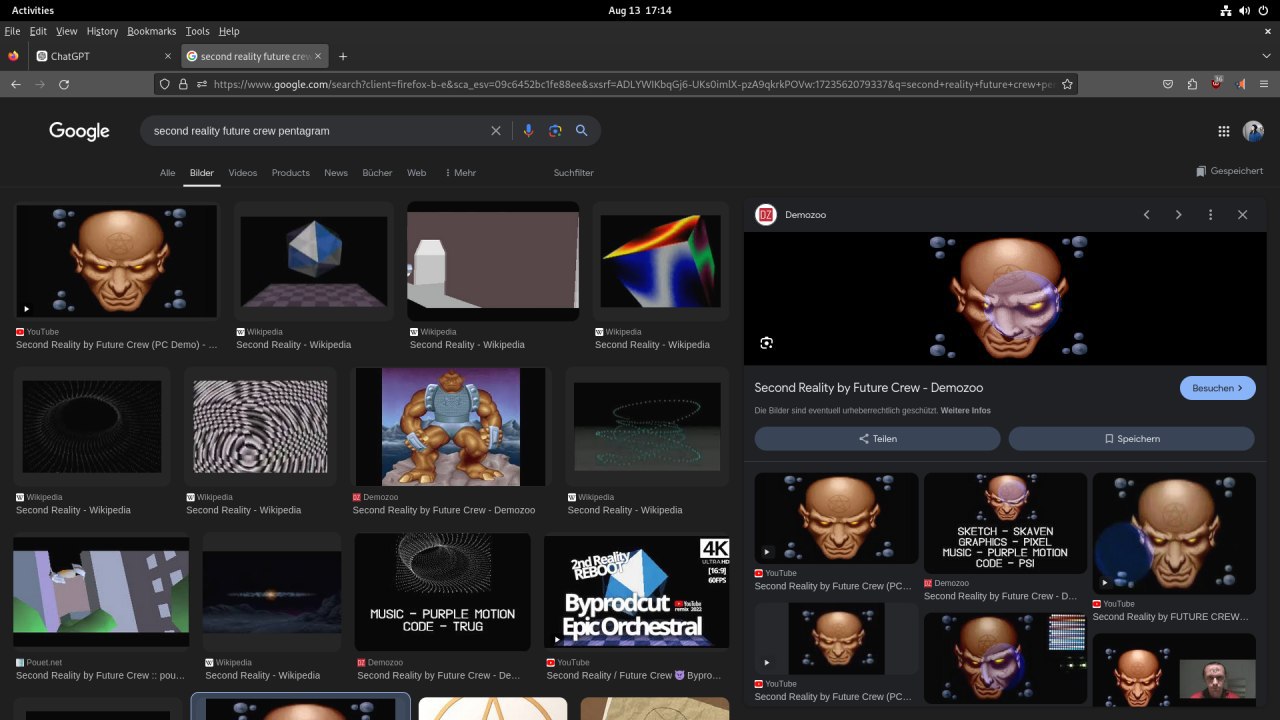 Activities
Aug 13 17:14
File Edit View History Bookmarks Tools Help
ChatGPT
second reality future crew
https://www.google.com/search?client=firefox-b-e&sca_esv=09c6452bc1fe88ee&sxsrf=ADLYWIKbqGj6-UKs0imlX-pzA9qkrkPOVw:1723562079337&q=second+reality+future+crew+pe
36
Google
second reality future crew pentagram
Alle Bilder Videos Products News Bücher Web Mehr Suchfilter
Gespeichert
YouTube
Second Reality by Future Crew (PC Demo) - ...
Wikipedia
Second Reality - Wikipedia
Wikipedia
Second Reality - Wikipedia
Wikipedia
Second Reality - Wikipedia
Wikipedia
Second Reality - Wikipedia
Wikipedia
Second Reality - Wikipedia
Demozoo
Second Reality by Future Crew - Demozoo
Wikipedia
Second Reality - Wikipedia
MUSIC - PURPLE MOTION
CODE - TRUG
2nd Reality
REBOOT
4K
ULTRA HD
[16:9]
60FPS
Byprodcut
YouTube
remix 2022
Epic Orchestral
Pouet.net
Second Reality by Future Crew :: pou...
Wikipedia
Second Reality - Wikipedia
Demozoo
Second Reality by Future Crew - De...
YouTube
Second Reality / Future Crew 😈 Bypro...
DZ
Demozoo
Second Reality by Future Crew - Demozoo
Besuchen
Die Bilder sind eventuell urheberrechtlich geschützt. Weitere Infos
Teilen
Speichern
YouTube
Second Reality by Future Crew (PC...
SKETCH - SKAVEN
GRAPHICS - PIXEL
MUSIC - PURPLE MOTION
CODE - PSI
Demozoo
Second Reality by Future Crew - D...
YouTube
Second Reality by FUTURE CREW...
YouTube
Second Reality by Future Crew (PC...